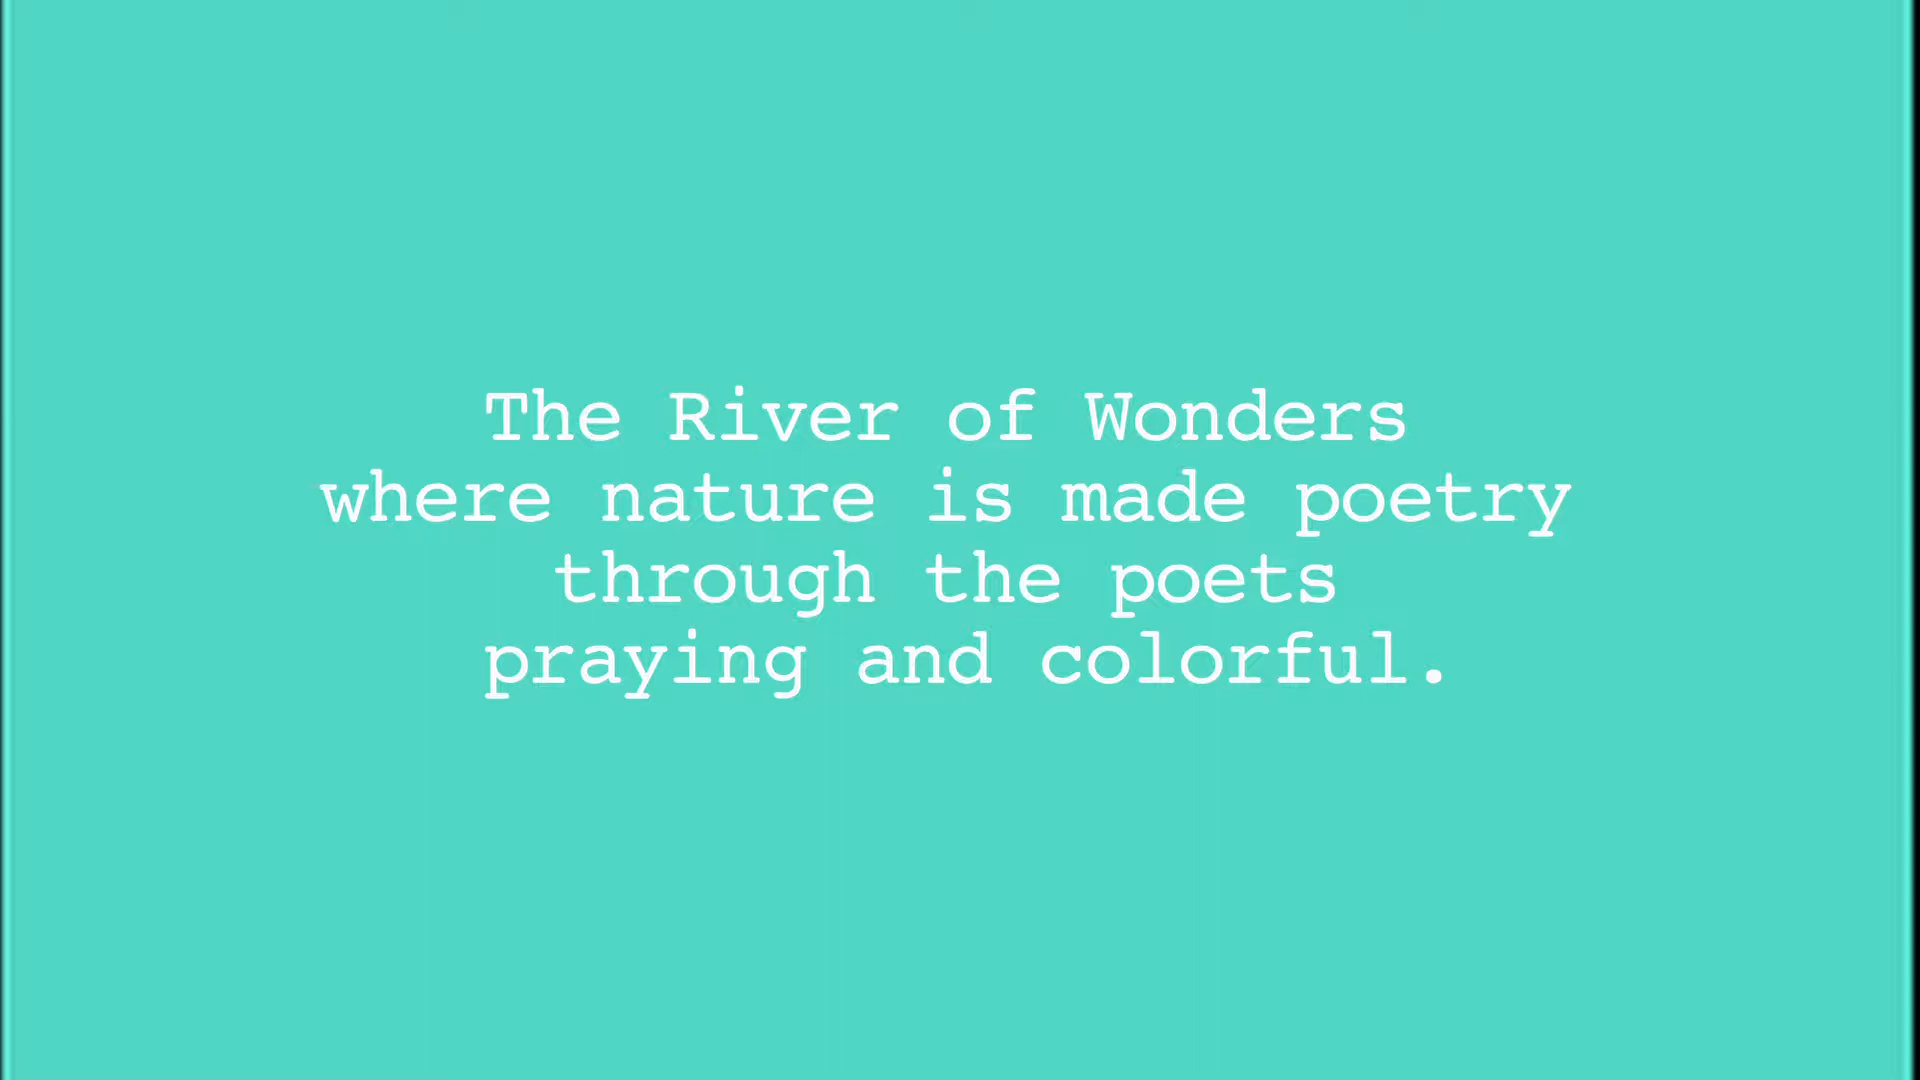 The River of Wonders
where nature is made poetry
through the poets
praying and colorful.